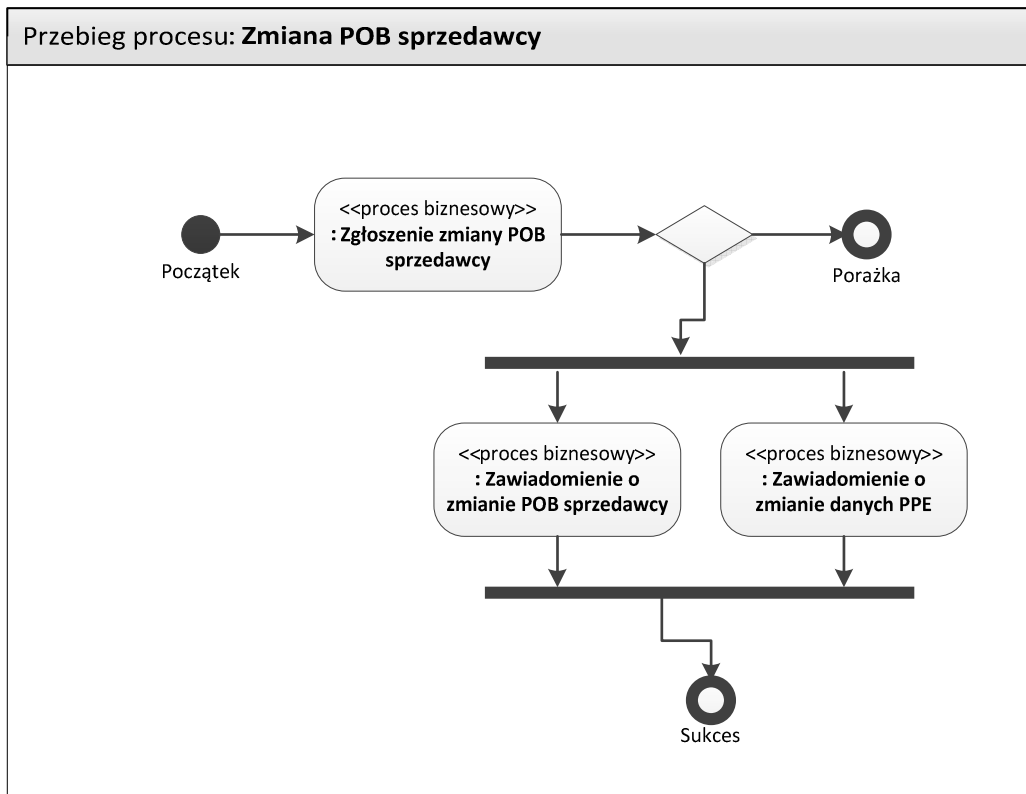 Przebieg procesu: Zmiana POB sprzedawcy
<<proces biznesowy>>
: Zgłoszenie zmiany POB
sprzedawcy
Początek
Porażka
<<proces biznesowy>>
: Zawiadomienie o
zmianie POB sprzedawcy
<<proces biznesowy>>
: Zawiadomienie o
zmianie danych PPE
Sukces